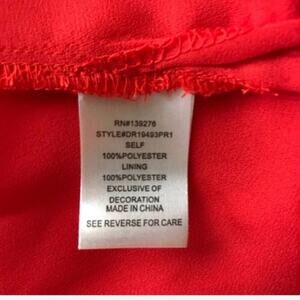 RN#139276
STYLE#DR19493PR1
SELF
100%POLYESTER
LINING
100%POLYESTER
EXCLUSIVE OF
DECORATION
MADE IN CHINA
SEE REVERSE FOR CARE